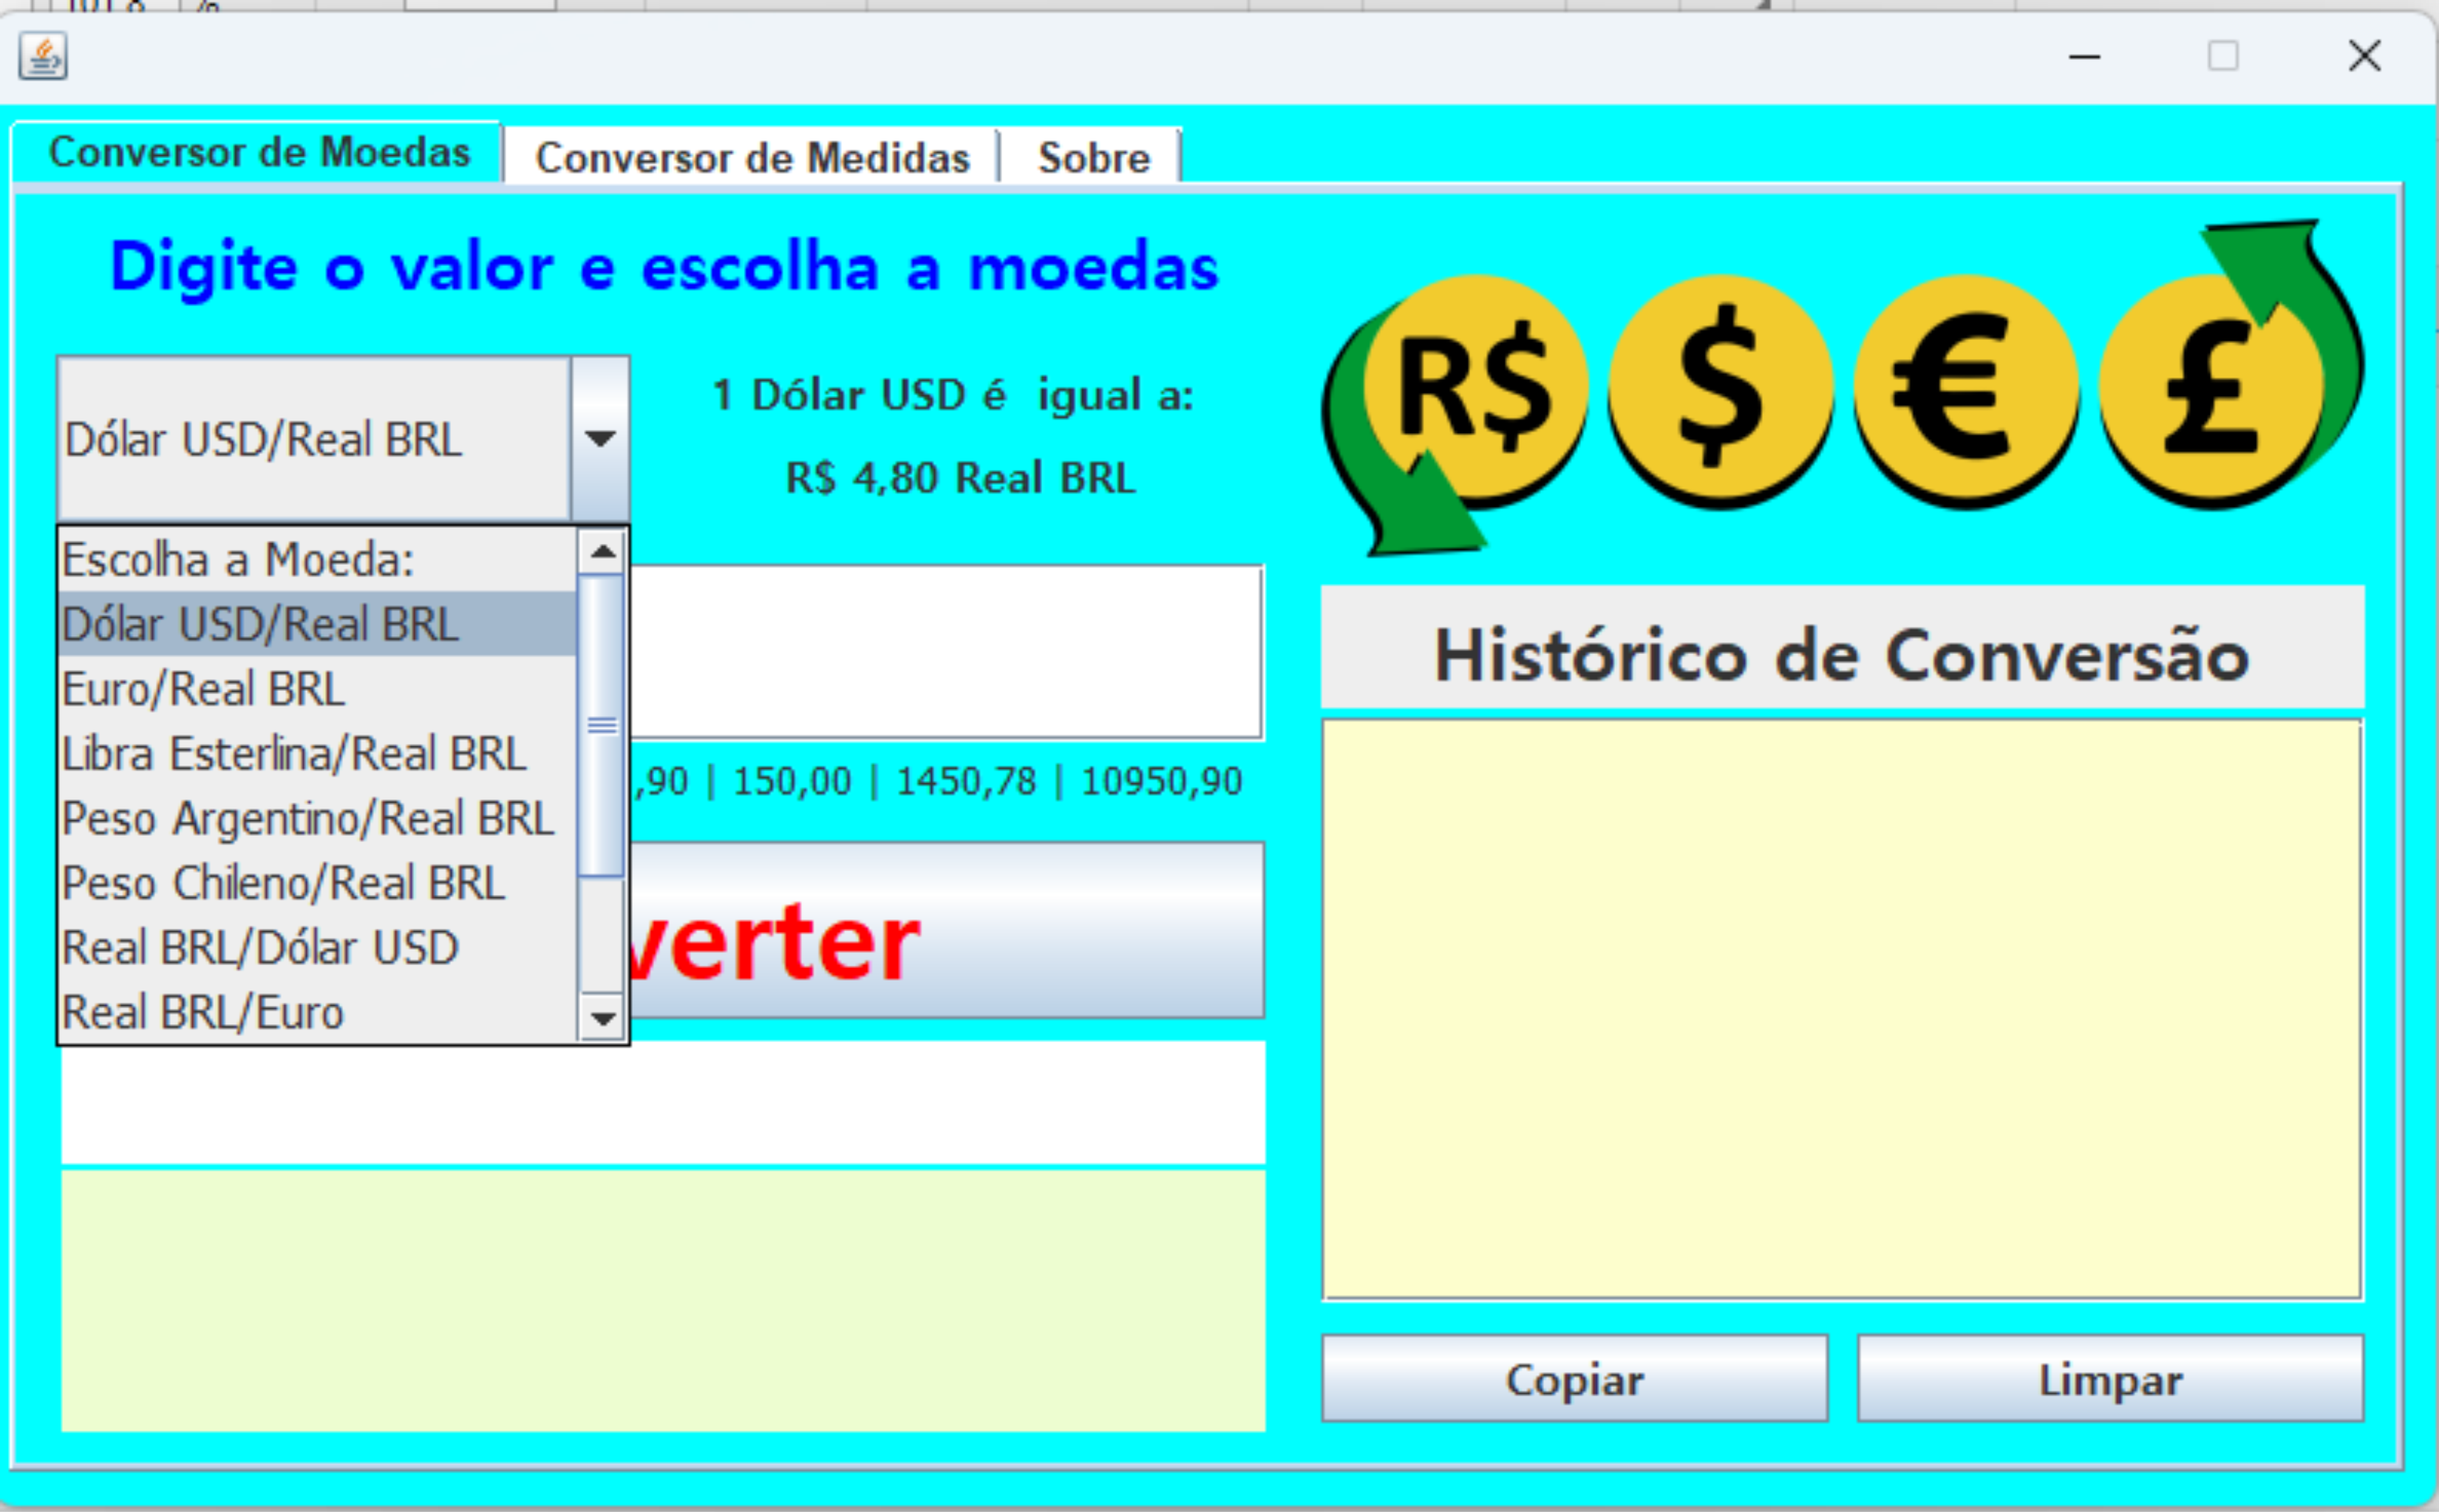 Conversor de Moedas
Conversor de Medidas
Sobre
Digite o valor e escolha a moedas
Dólar USD/Real BRL
1 Dólar USD é igual a:
R$ 4,80 Real BRL
R$ $ € £
Escolha a Moeda:
Dólar USD/Real BRL
Euro/Real BRL
Libra Esterlina/Real BRL
Peso Argentino/Real BRL
Peso Chileno/Real BRL
Real BRL/Dólar USD
Real BRL/Euro
,90 | 150,00 | 1450,78 | 10950,90
verter
Histórico de Conversão
Copiar
Limpar